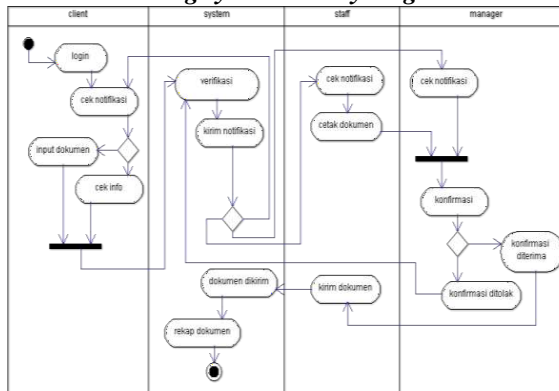 client
system
staff
manager
login
cek notifikasi
input dokumen
cek info
verifikasi
kirim notifikasi
dokumen dikirim
rekap dokumen
cek notifikasi
cetak dokumen
kirim dokumen
cek notifikasi
konfirmasi
konfirmasi
diterima
konfirmasi ditolak